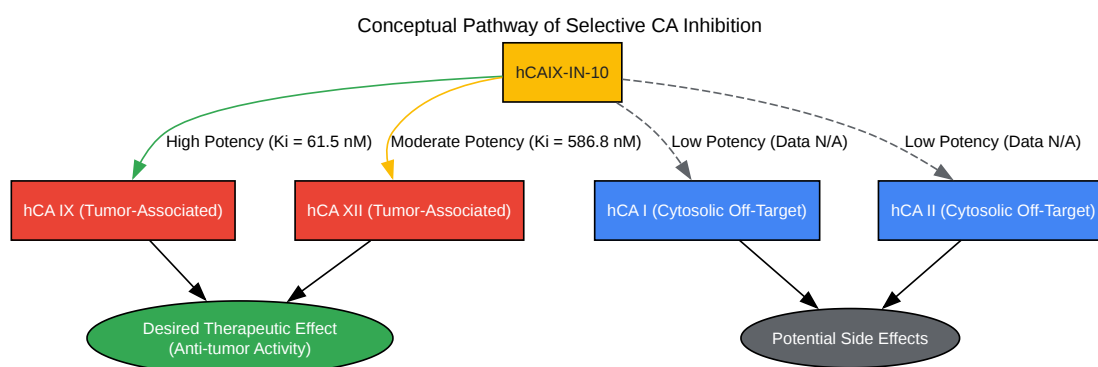 Conceptual Pathway of Selective CA Inhibition
hCAIX-IN-10
High Potency (Ki = 61.5 nM)
Moderate Potency (Ki = 586.8 nM)
Low Potency (Data N/A)
Low Potency (Data N/A)
hCA IX (Tumor-Associated)
hCA XII (Tumor-Associated)
hCA I (Cytosolic Off-Target)
hCA II (Cytosolic Off-Target)
Desired Therapeutic Effect
(Anti-tumor Activity)
Potential Side Effects